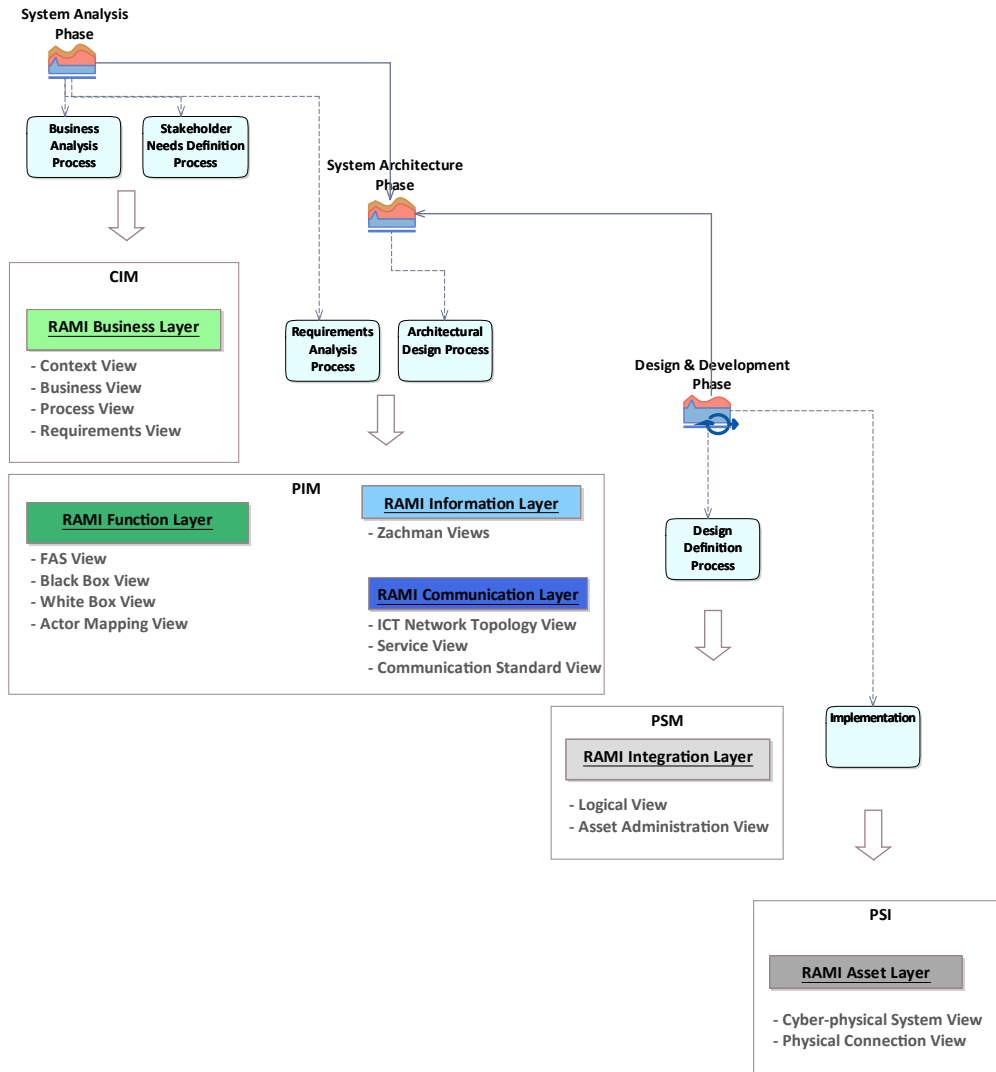 System Analysis
Phase
Business
Analysis
Process
Stakeholder
Needs Definition
Process
System Architecture
Phase
CIM
RAMI Business Layer
- Context View
- Business View
- Process View
- Requirements View
Requirements
Analysis
Process
Architectural
Design Process
Design & Development
Phase
PIM
RAMI Function Layer
- FAS View
- Black Box View
- White Box View
- Actor Mapping View
RAMI Information Layer
- Zachman Views
RAMI Communication Layer
- ICT Network Topology View
- Service View
- Communication Standard View
Design
Definition
Process
PSM
RAMI Integration Layer
- Logical View
- Asset Administration View
Implementation
PSI
RAMI Asset Layer
- Cyber-physical System View
- Physical Connection View